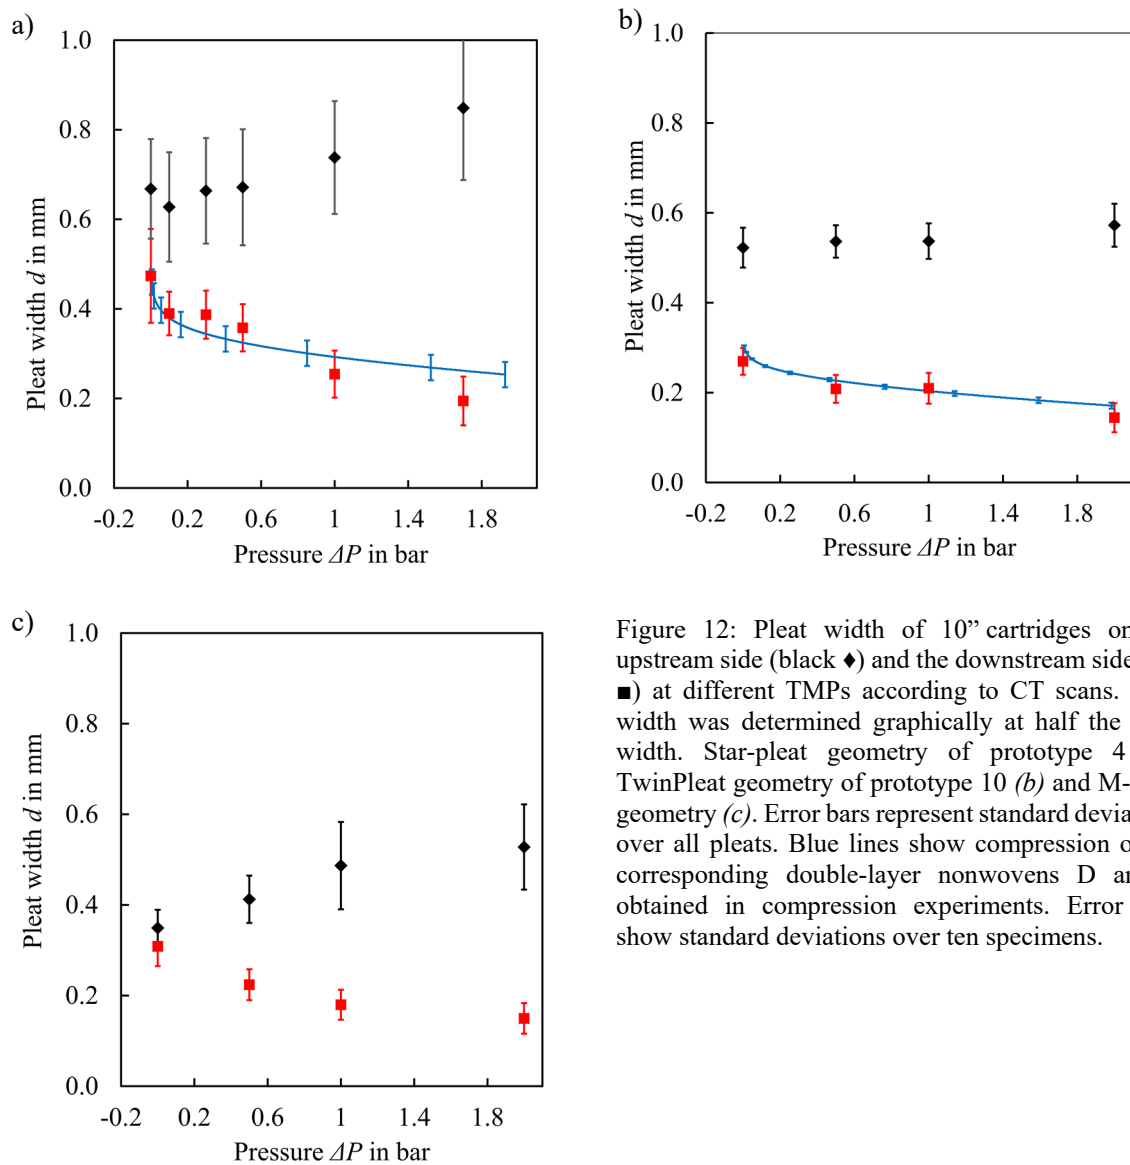 a)
1.0
0.8
0.6
0.4
0.2
0.0
Pleat width d in mm
-0.2 0.2 0.6 1 1.4 1.8
Pressure ΔP in bar
b)
1.0
0.8
0.6
0.4
0.2
0.0
Pleat width d in mm
-0.2 0.2 0.6 1 1.4 1.8
Pressure ΔP in bar
c)
1.0
0.8
0.6
0.4
0.2
0.0
Pleat width d in mm
-0.2 0.2 0.6 1 1.4 1.8
Pressure ΔP in bar
Figure 12: Pleat width of 10” cartridges on
upstream side (black ♦) and the downstream side
■) at different TMPs according to CT scans.
width was determined graphically at half the
width. Star-pleat geometry of prototype 4
TwinPleat geometry of prototype 10 (b) and M-
geometry (c). Error bars represent standard devia
over all pleats. Blue lines show compression o
corresponding double-layer nonwovens D a
obtained in compression experiments. Error
show standard deviations over ten specimens.